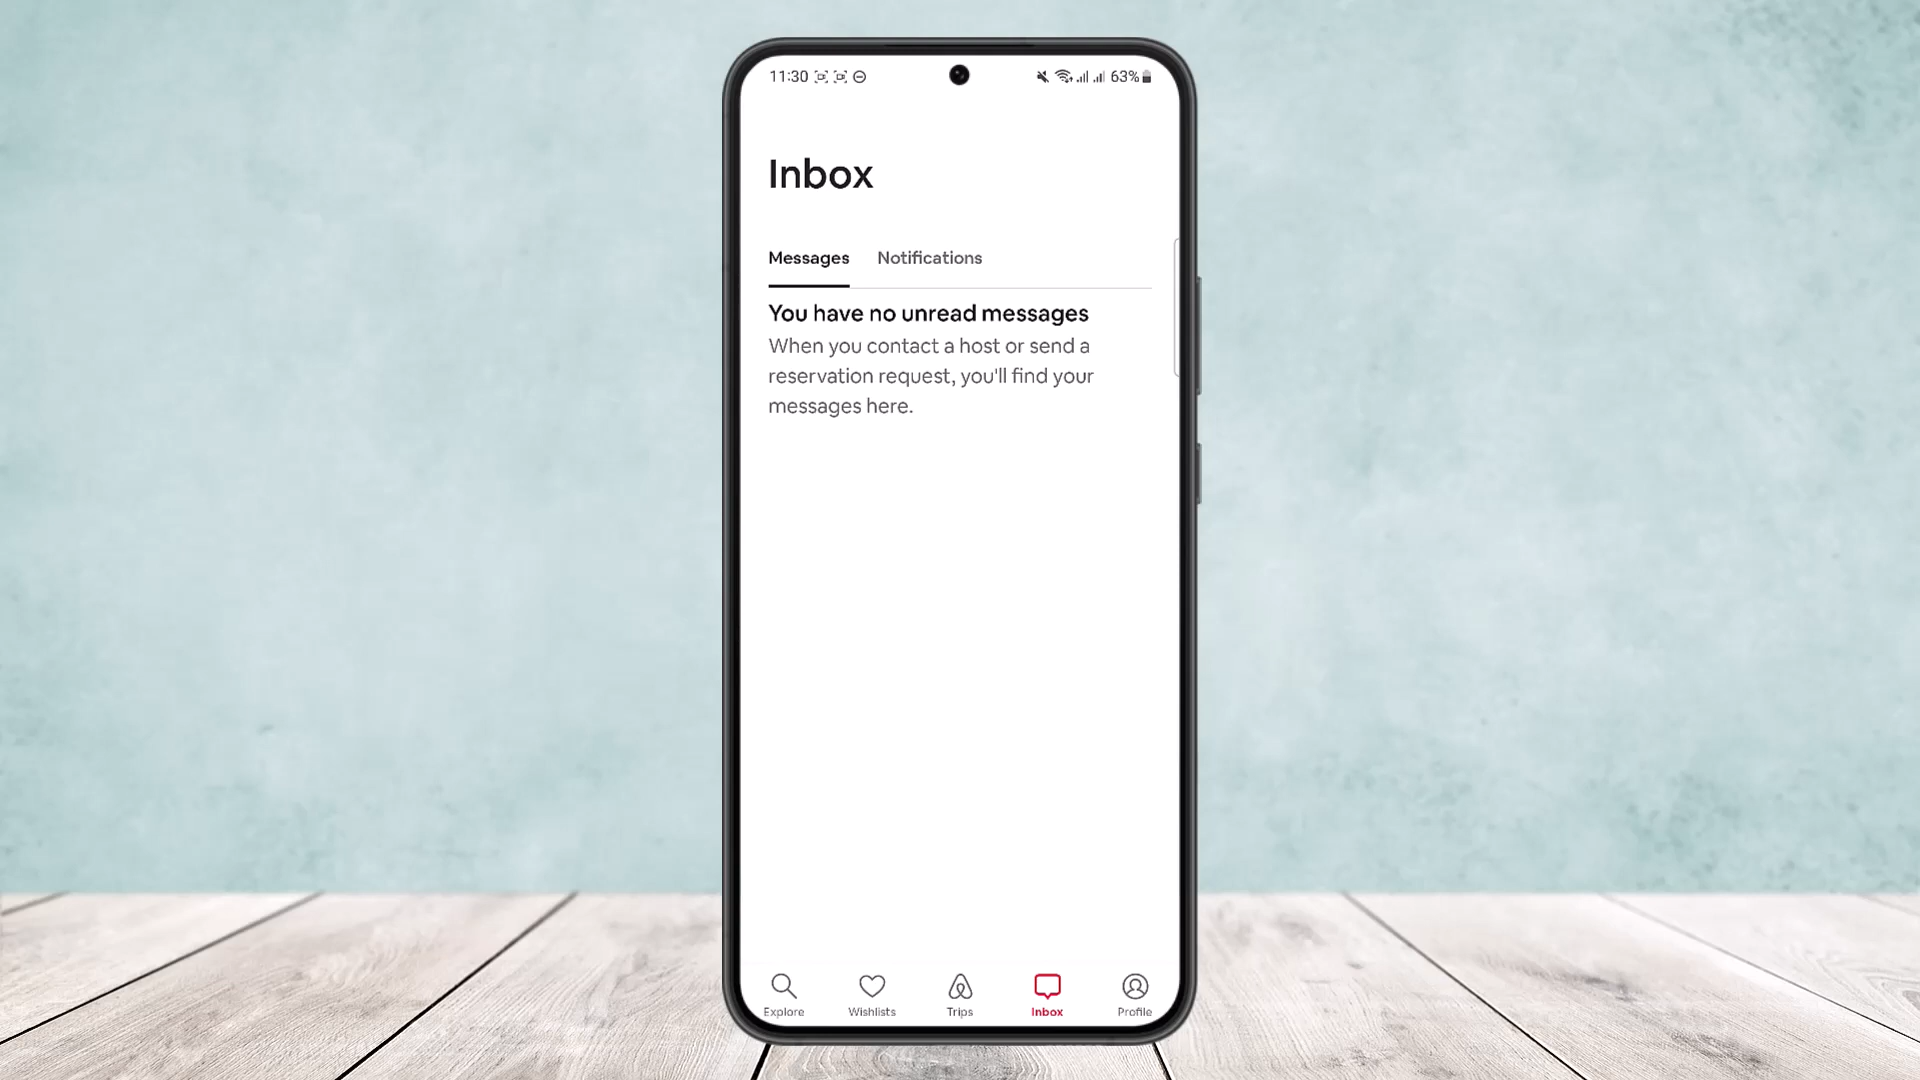 11:30 63%
Inbox
Messages Notifications
You have no unread messages
When you contact a host or send a
reservation request, you'll find your
messages here.
Explore Wishlists Trips Inbox Profile